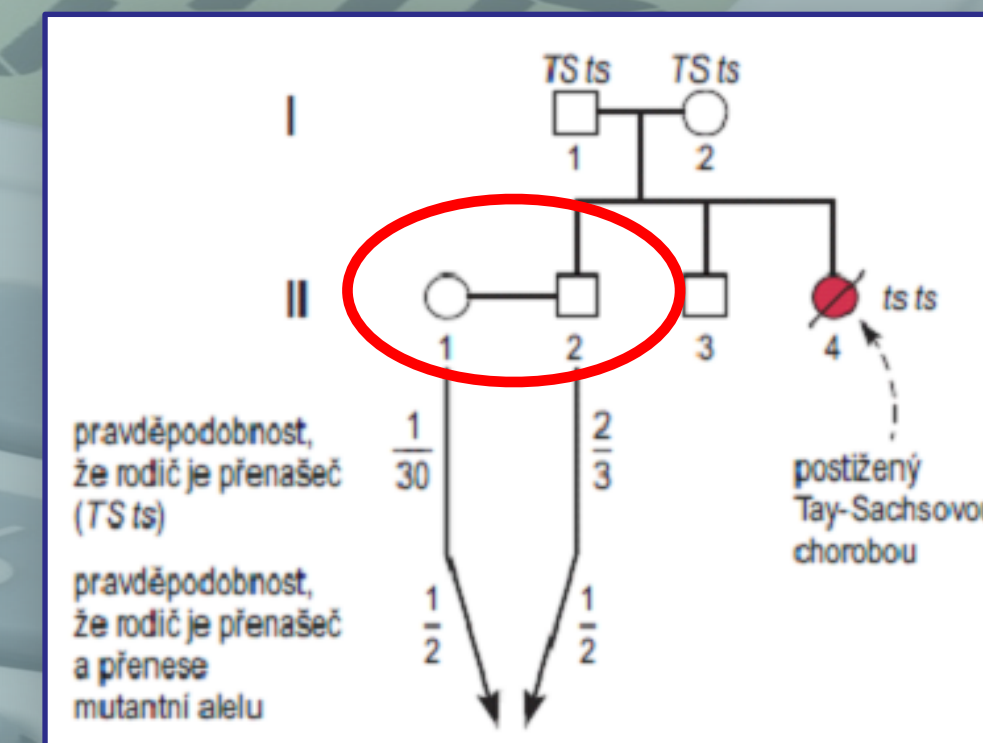 TS ts TS ts
I
1 2
II
ts ts
1 2 3 4
pravděpodobnost,
že rodič je přenašeč
(TS ts)
1
30
2
3
postižený
Tay-Sachsovou
chorobou
pravděpodobnost,
že rodič je přenašeč
a přenese
mutantní alelu
1
2
1
2